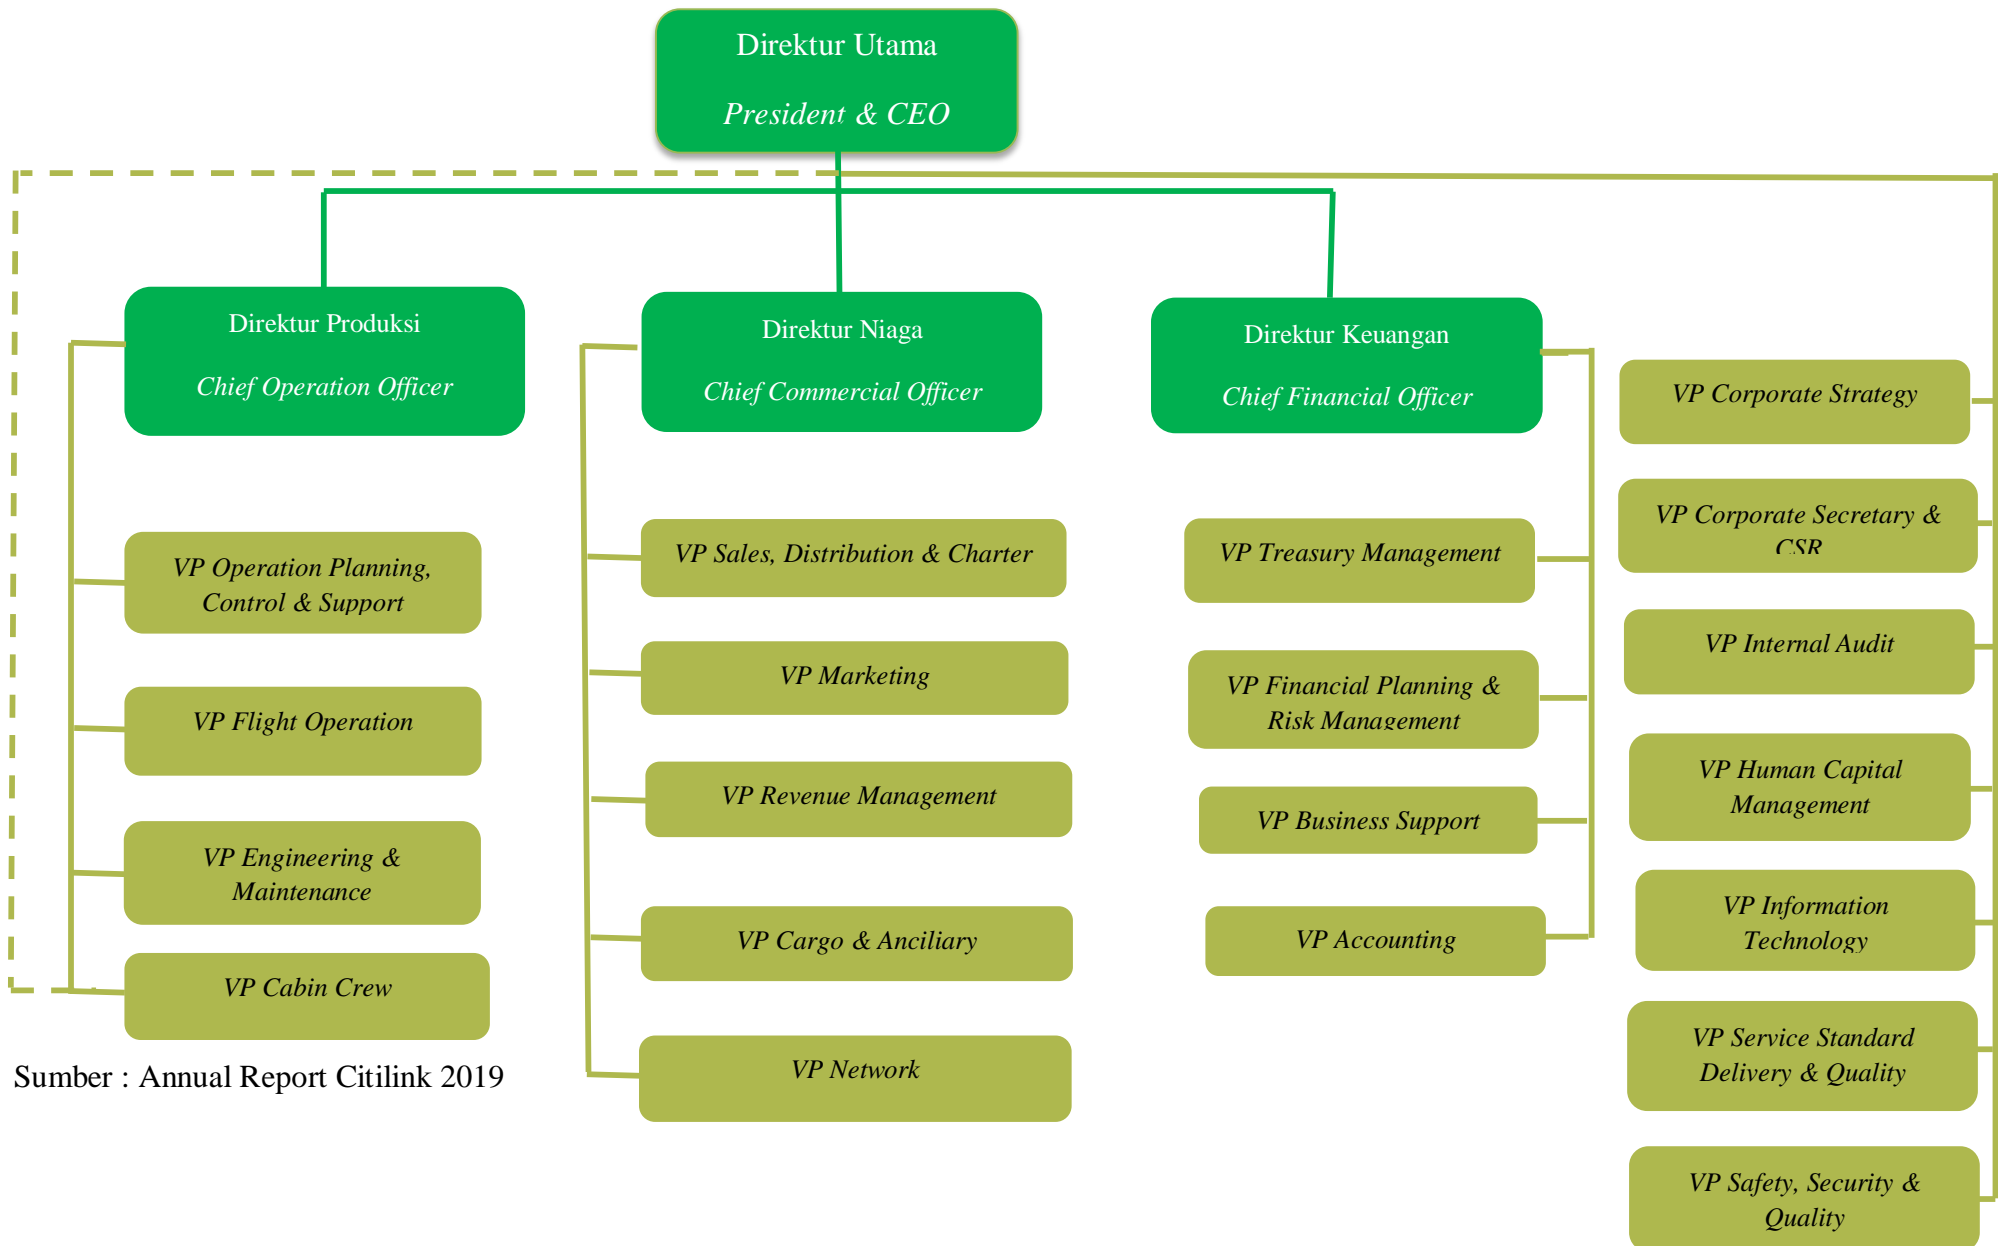 Direktur Utama
President & CEO
Direktur Produksi
Chief Operation Officer
Direktur Niaga
Chief Commercial Officer
Direktur Keuangan
Chief Financial Officer
VP Operation Planning,
Control & Support
VP Flight Operation
VP Engineering &
Maintenance
VP Cabin Crew
VP Sales, Distribution & Charter
VP Marketing
VP Revenue Management
VP Cargo & Anciliary
VP Network
VP Treasury Management
VP Financial Planning &
Risk Management
VP Business Support
VP Accounting
VP Corporate Strategy
VP Corporate Secretary &
CSR
VP Internal Audit
VP Human Capital
Management
VP Information
Technology
VP Service Standard
Delivery & Quality
VP Safety, Security &
Quality
Sumber : Annual Report Citilink 2019